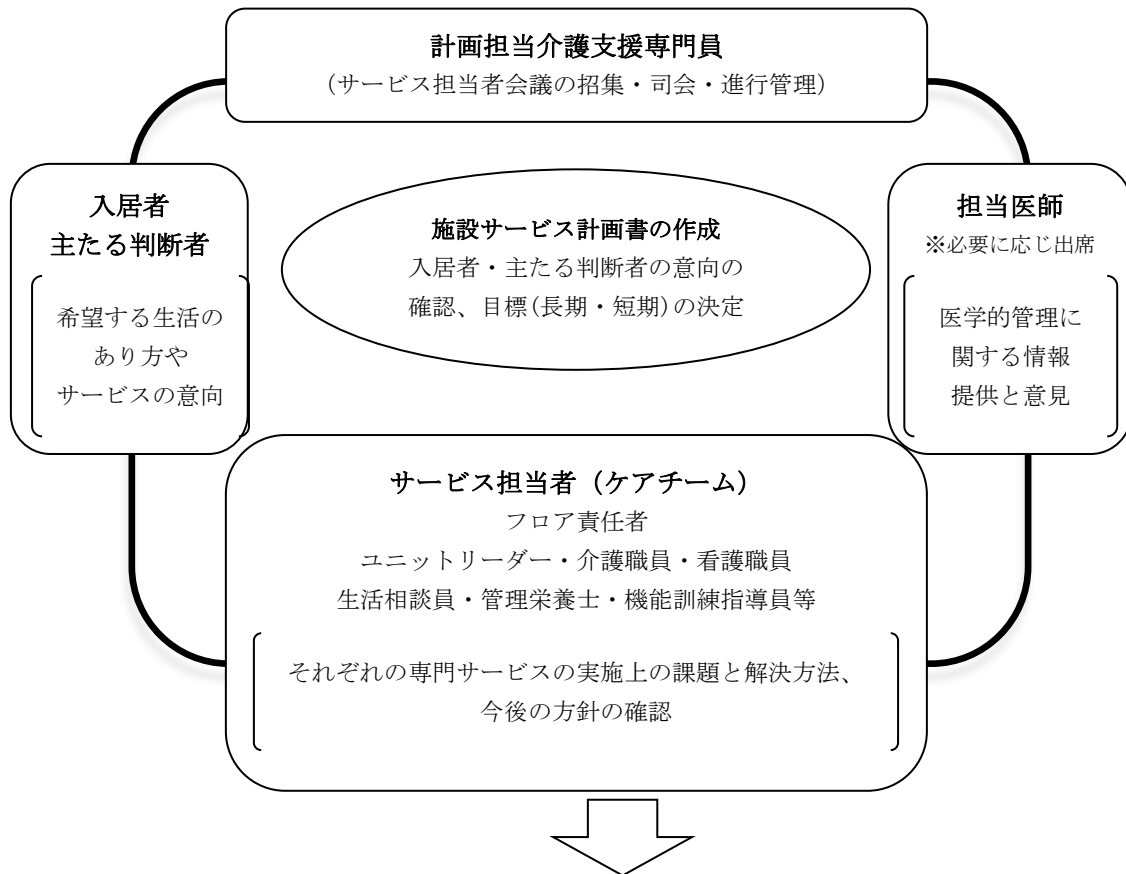 計画担当介護支援専門員
(サービス担当者会議の招集・司会・進行管理)
入居者
主たる判断者
希望する生活の
あり方や
サービスの意向
施設サービス計画書の作成
入居者・主たる判断者の意向の
確認、目標(長期・短期)の決定
担当医師
※必要に応じ出席
医学的管理に
関する情報
提供と意見
サービス担当者（ケアチーム）
フロア責任者
ユニットリーダー・介護職員・看護職員
生活相談員・管理栄養士・機能訓練指導員等
それぞれの専門サービスの実施上の課題と解決方法、
今後の方針の確認